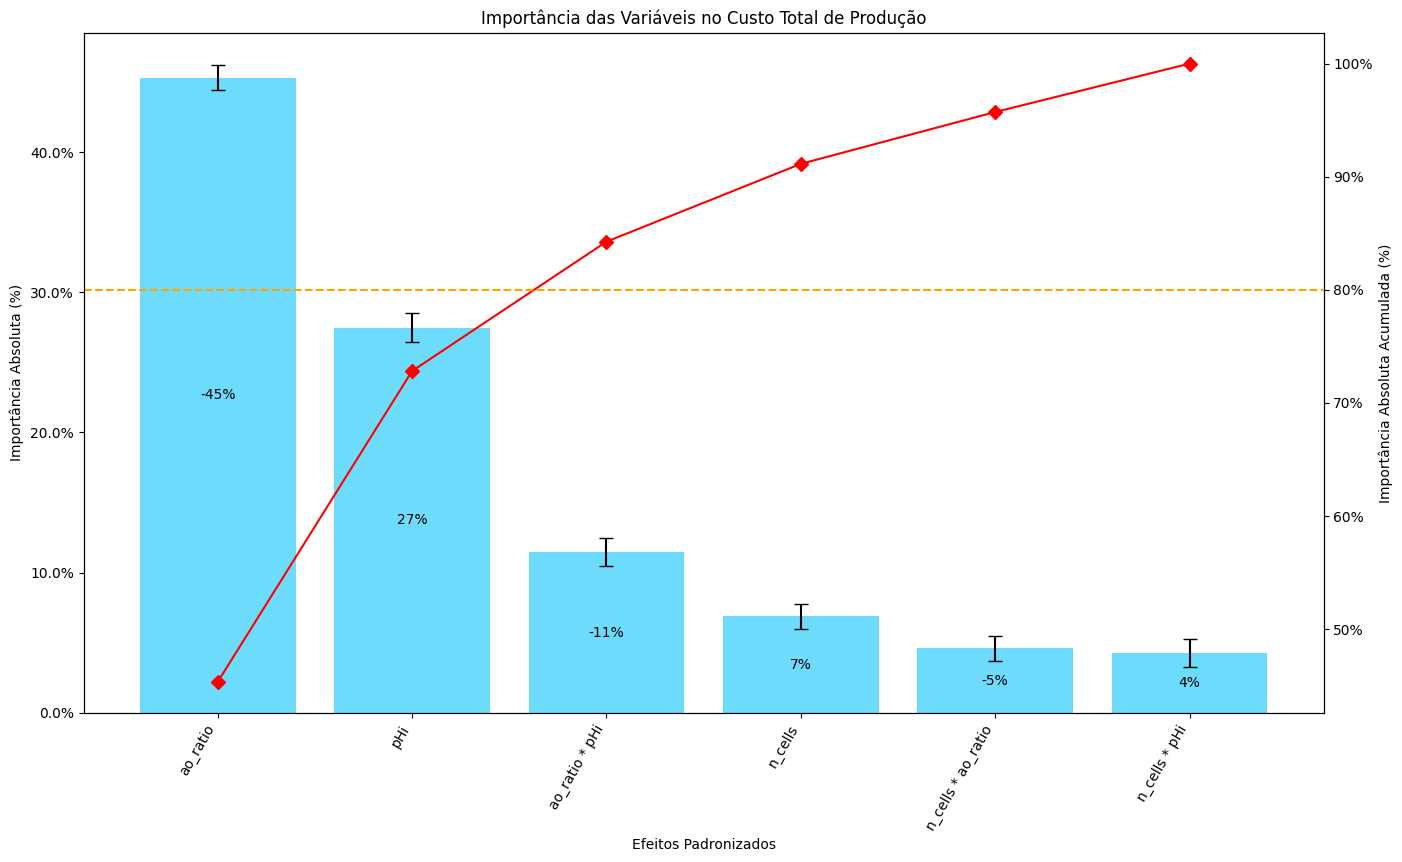 Importância das Variáveis no Custo Total de Produção
Importância Absoluta (%)
40.0%
30.0%
20.0%
10.0%
0.0%
-45%
27%
-11%
7%
-5%
4%
100%
90%
80%
70%
60%
50%
Importância Absoluta Acumulada (%)
ao_ratio
pHi
ao_ratio * pHi
n_cells
n_cells * ao_ratio
n_cells * pHi
Efeitos Padronizados